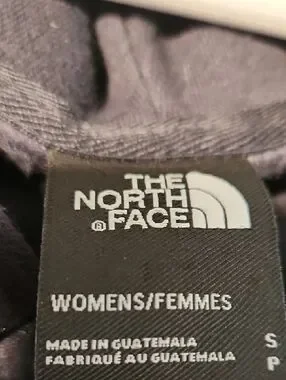 THE
NORTH
® FACE
WOMENS/FEMMES
MADE IN GUATEMALA
FABRIQUÉ AU GUATEMALA
S
P